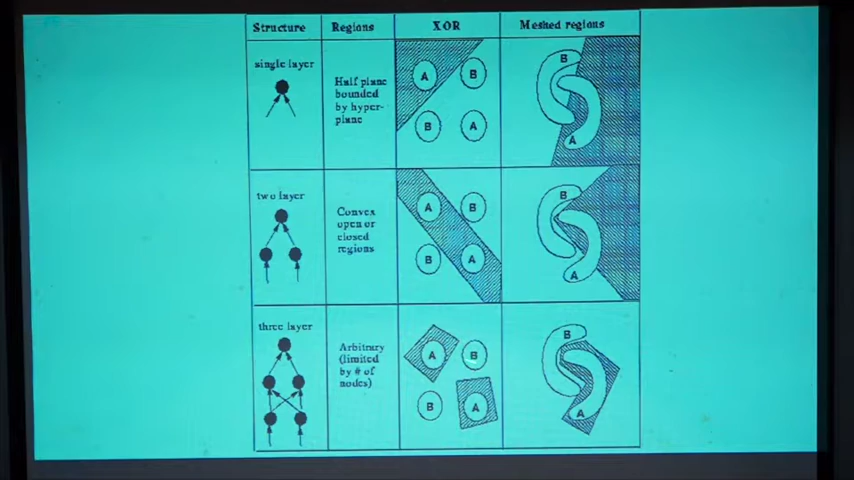 Structure Regions XOR Meshed regions
single layer
Half plane
bounded
by hyper-
plane
A B
B A
B
A
two layer
Convex
open or
closed
regions
A B
B A
B
A
three layer
Arbitrary
(limited
by # of
nodes)
A B
B A
B
A